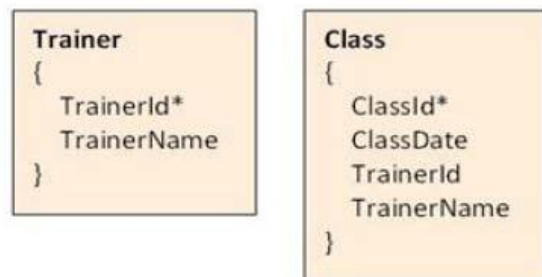 Trainer
{
TrainerId*
TrainerName
}
Class
{
ClassId*
ClassDate
TrainerId
TrainerName
}